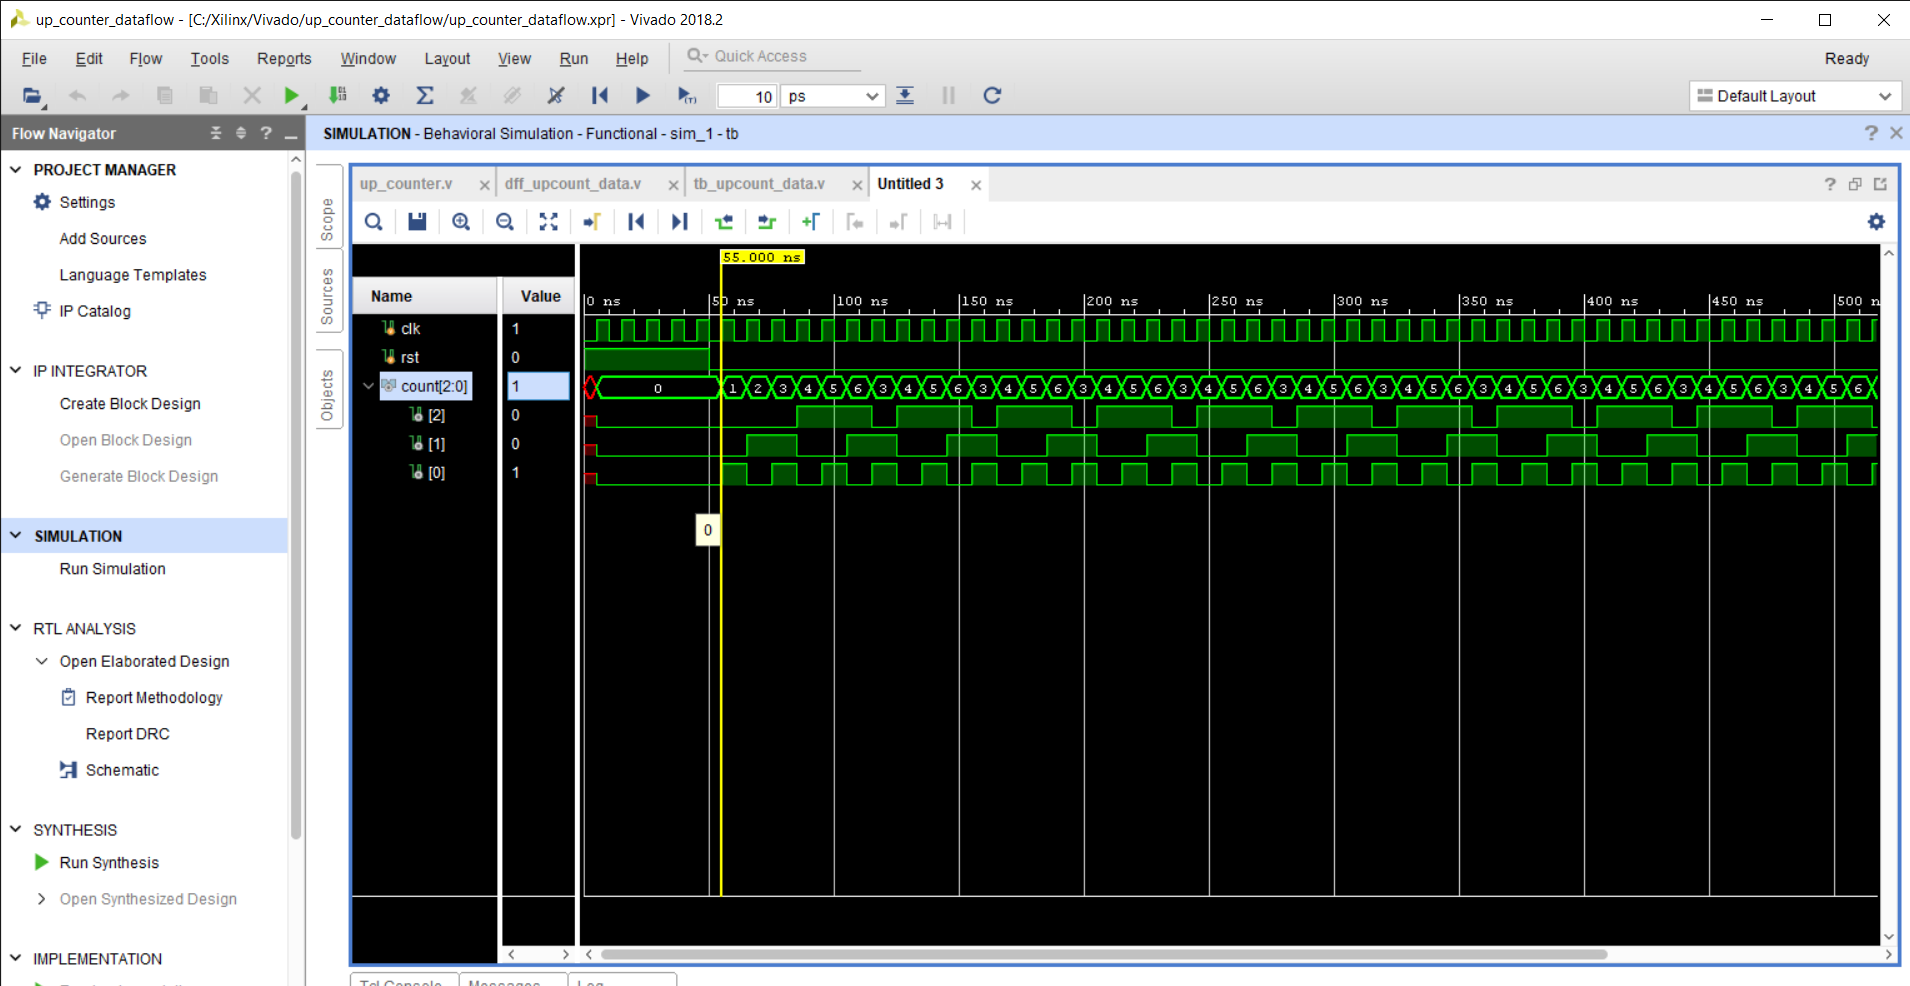 up_counter_dataflow - [C:/Xilinx/Vivado/up_counter_dataflow/up_counter_dataflow.xpr] - Vivado 2018.2
File Edit Flow Tools Reports Window Layout View Run Help Quick Access Ready
10 ps Default Layout
Flow Navigator
SIMULATION - Behavioral Simulation - Functional - sim_1 - tb
PROJECT MANAGER
Settings
Add Sources
Language Templates
IP Catalog
IP INTEGRATOR
Create Block Design
Open Block Design
Generate Block Design
SIMULATION
Run Simulation
RTL ANALYSIS
Open Elaborated Design
Report Methodology
Report DRC
Schematic
SYNTHESIS
Run Synthesis
Open Synthesized Design
IMPLEMENTATION
Scope
Sources
Objects
up_counter.v dff_upcount_data.v tb_upcount_data.v Untitled 3
55.000 ns
Name Value
0 ns 50 ns 100 ns 150 ns 200 ns 250 ns 300 ns 350 ns 400 ns 450 ns 500 n
clk 1
rst 0
count[2:0] 1 0 1 2 3 4 5 6 3 4 5 6 3 4 5 6 3 4 5 6 3 4 5 6 3 4 5 6 3 4 5 6 3 4 5 6 3 4 5 6 3 4 5 6 3 4 5 6
[2] 0
[1] 0
[0] 1
0
Tcl Console Messages Log